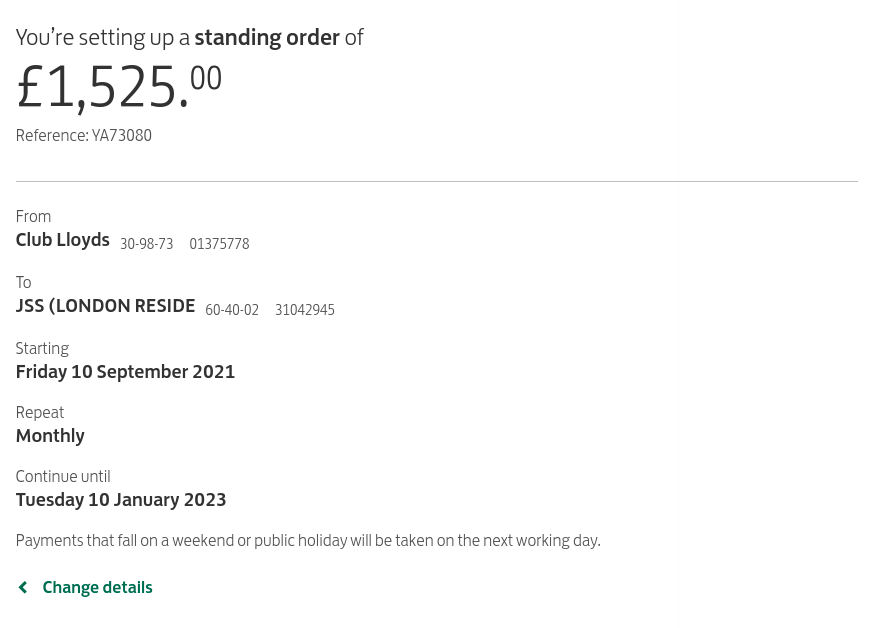 You're setting up a standing order of
£1,525.00
Reference: YA73080
From
Club Lloyds 30-98-73 01375778
To
JSS (LONDON RESIDE 60-40-02 31042945
Starting
Friday 10 September 2021
Repeat
Monthly
Continue until
Tuesday 10 January 2023
Payments that fall on a weekend or public holiday will be taken on the next working day.
Change details